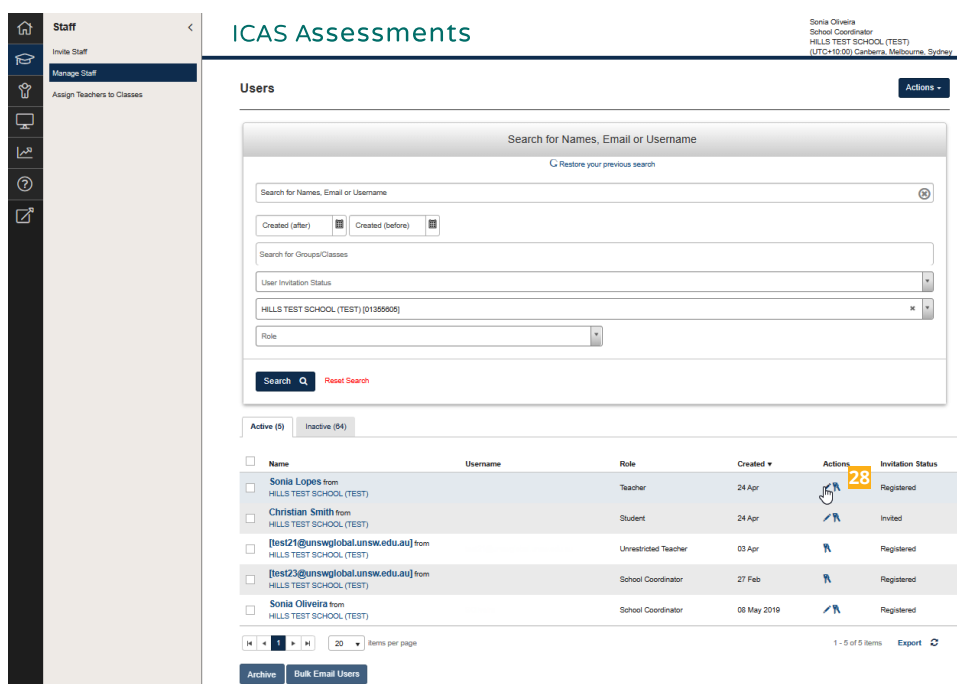 Staff
Invite Staff
Manage Staff
Assign Teachers to Classes
ICAS Assessments
Sonia Oliveira
School Coordinator
HILLS TEST SCHOOL (TEST)
(UTC+10:00) Canberra, Melbourne, Sydney
Users
Actions
Search for Names, Email or Username
Restore your previous search
Search for Names, Email or Username
Created (after) Created (before)
Search for Groups/Classes
User Invitation Status
HILLS TEST SCHOOL (TEST) [01355605]
Role
Search Reset Search
Active (5) Inactive (64)
Name Username Role Created Actions Invitation Status
28
Sonia Lopes from
HILLS TEST SCHOOL (TEST) Teacher 24 Apr Registered
Christian Smith from
HILLS TEST SCHOOL (TEST) Student 24 Apr Invited
[test21@unswglobal.unsw.edu.au] from
HILLS TEST SCHOOL (TEST) Unrestricted Teacher 03 Apr Registered
[test23@unswglobal.unsw.edu.au] from
HILLS TEST SCHOOL (TEST) School Coordinator 27 Feb Registered
Sonia Oliveira from
HILLS TEST SCHOOL (TEST) School Coordinator 08 May 2019 Registered
1 20 items per page 1 - 5 of 5 items Export
Archive Bulk Email Users